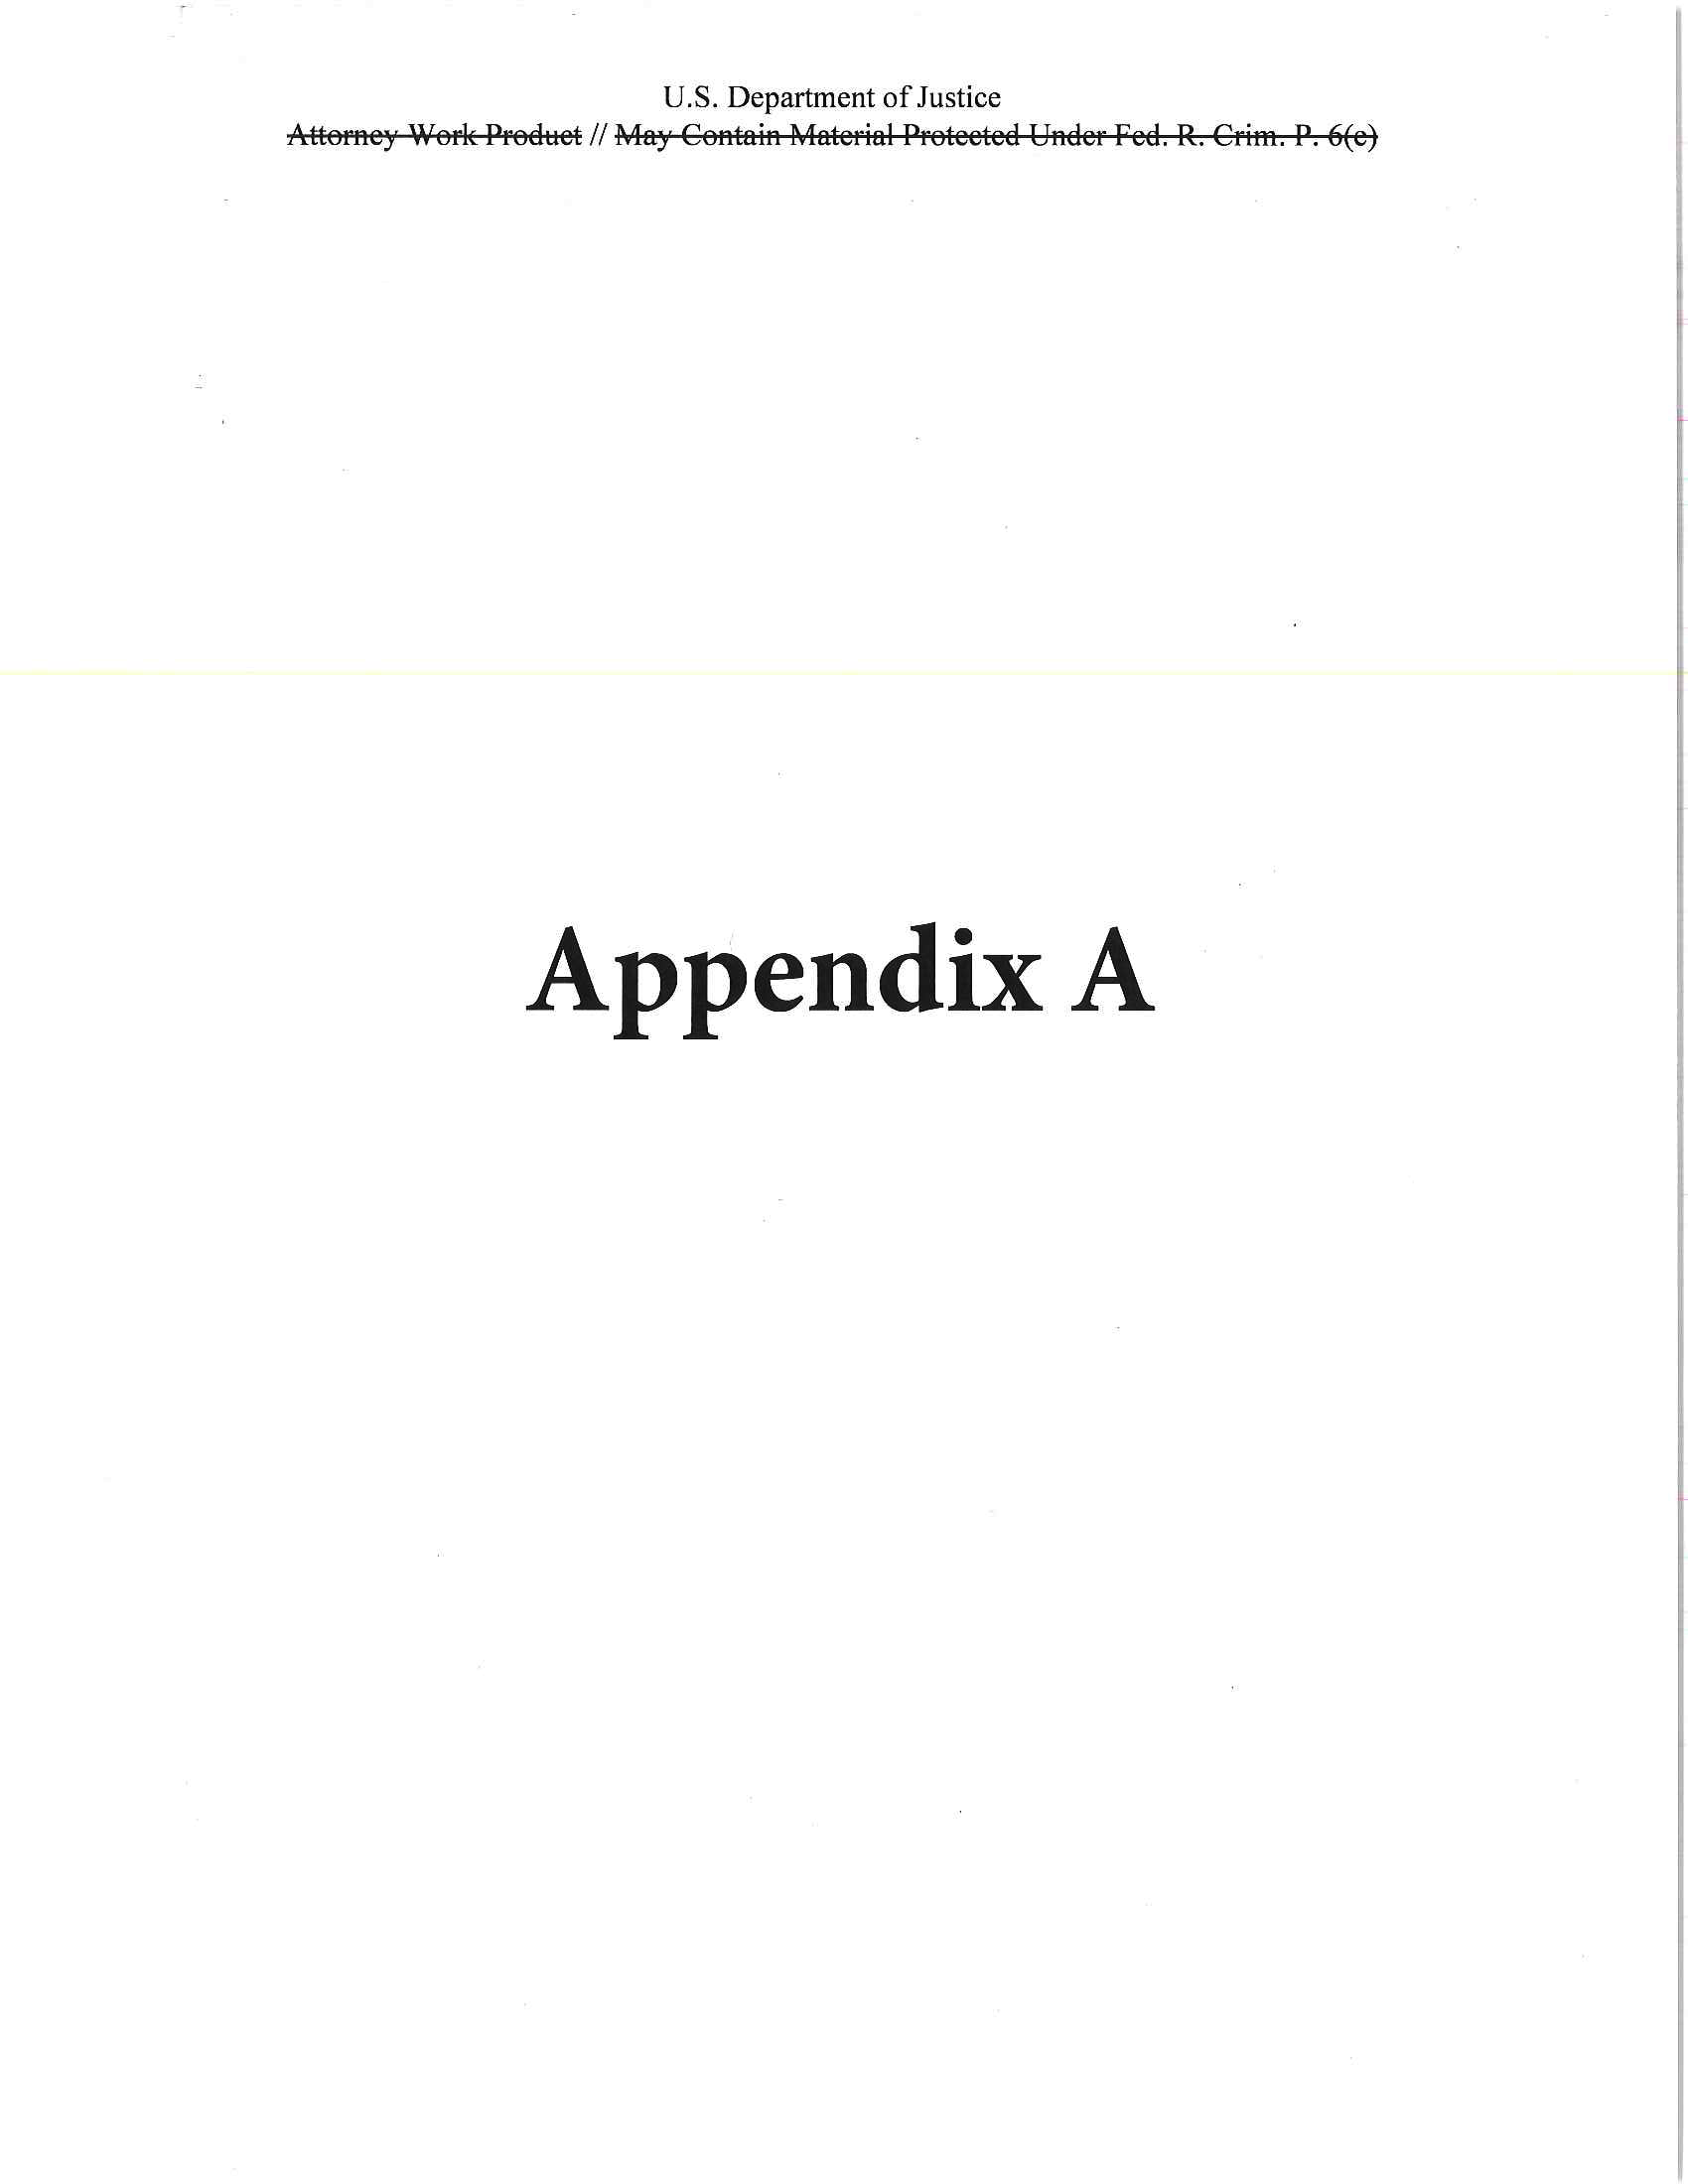 U.S. Department of Justice
Attorney Work Product // May Contain Material Protected Under Fed. R. Crim. P. 6(e)
Appendix A